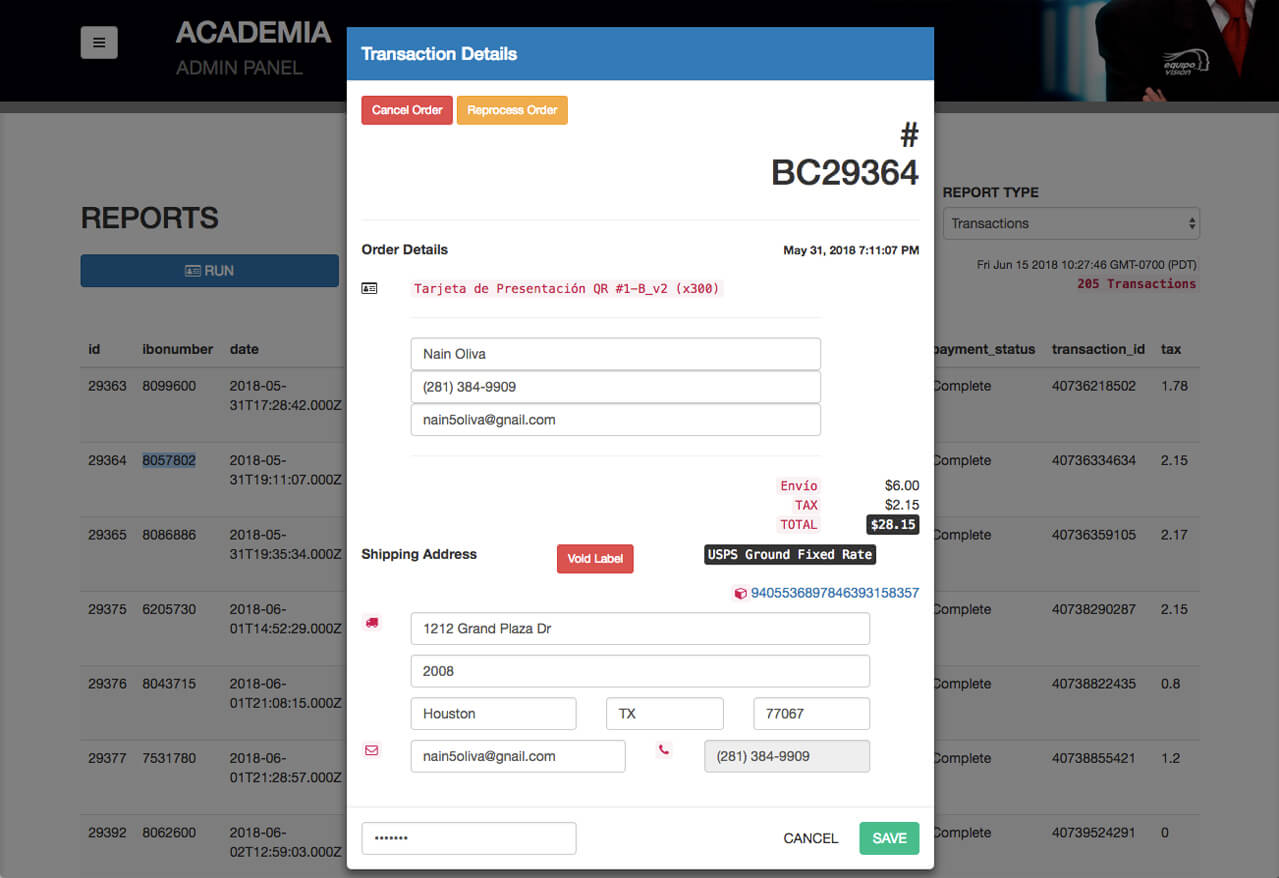 ACADEMIA
ADMIN PANEL
equipo
VISIÓN
REPORTS
RUN
REPORT TYPE
Transactions
Fri Jun 15 2018 10:27:46 GMT-0700 (PDT)
205 Transactions
id ibonumber date payment_status transaction_id tax
29363 8099600 2018-05-31T17:28:42.000Z Complete 40736218502 1.78
29364 8057802 2018-05-31T19:11:07.000Z Complete 40736334634 2.15
29365 8086886 2018-05-31T19:35:34.000Z Complete 40736359105 2.17
29375 6205730 2018-06-01T14:52:29.000Z Complete 40738290287 2.15
29376 8043715 2018-06-01T21:08:15.000Z Complete 40738822435 0.8
29377 7531780 2018-06-01T21:28:57.000Z Complete 40738855421 1.2
29392 8062600 2018-06-02T12:59:03.000Z Complete 40739524291 0
Transaction Details
Cancel Order Reprocess Order
#
BC29364
Order Details May 31, 2018 7:11:07 PM
Tarjeta de Presentación QR #1-B_v2 (x300)
Nain Oliva
(281) 384-9909
nain5oliva@gnail.com
Envío $6.00
TAX $2.15
TOTAL $28.15
Shipping Address Void Label USPS Ground Fixed Rate
9405536897846393158357
1212 Grand Plaza Dr
2008
Houston TX 77067
nain5oliva@gnail.com (281) 384-9909
••••••• CANCEL SAVE